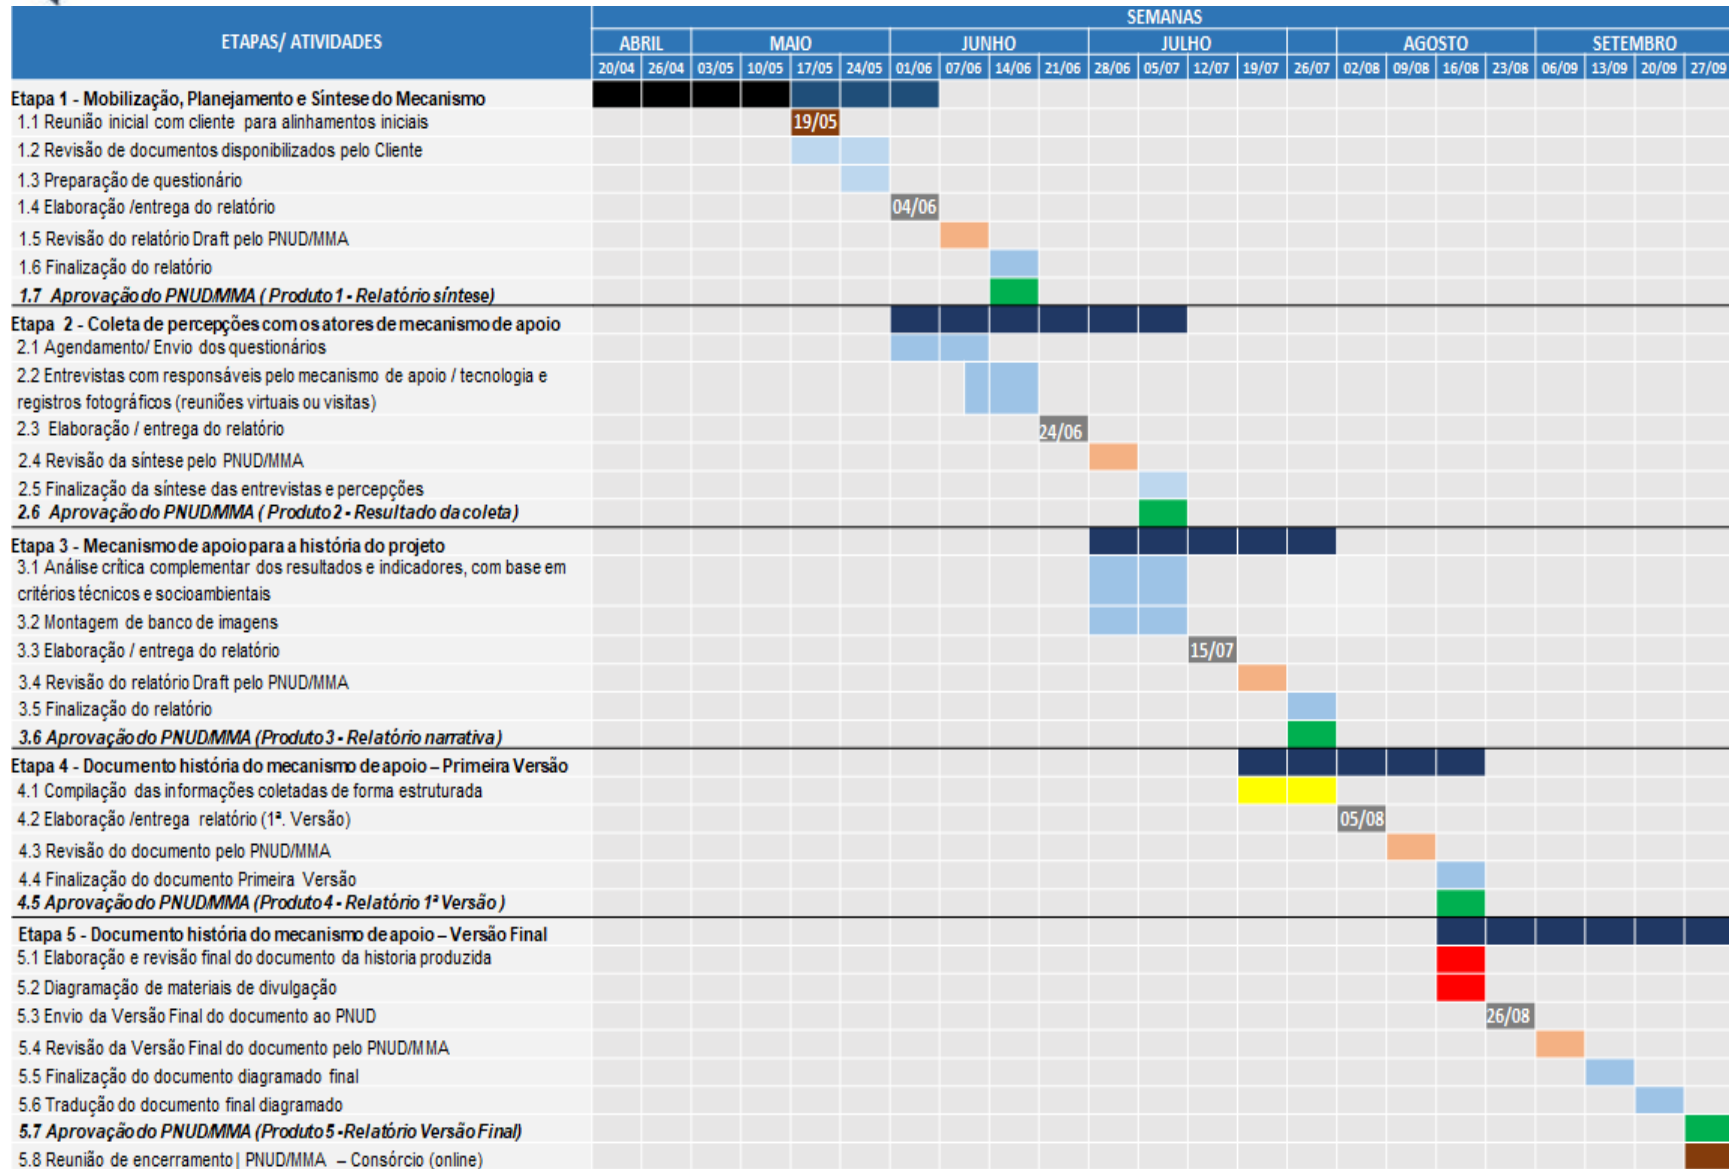 SEMANAS
ETAPAS/ ATIVIDADES
ABRIL MAIO JUNHO JULHO AGOSTO SETEMBRO
20/04 26/04 03/05 10/05 17/05 24/05 01/06 07/06 14/06 21/06 28/06 05/07 12/07 19/07 26/07 02/08 09/08 16/08 23/08 06/09 13/09 20/09 27/09
Etapa 1 - Mobilização, Planejamento e Síntese do Mecanismo
1.1 Reunião inicial com cliente para alinhamentos iniciais 19/05
1.2 Revisão de documentos disponibilizados pelo Cliente
1.3 Preparação de questionário
1.4 Elaboração /entrega do relatório 04/06
1.5 Revisão do relatório Draft pelo PNUD/MMA
1.6 Finalização do relatório
1.7 Aprovação do PNUD/MMA ( Produto 1 - Relatório síntese)
Etapa 2 - Coleta de percepções com os atores de mecanismo de apoio
2.1 Agendamento/ Envio dos questionários
2.2 Entrevistas com responsáveis pelo mecanismo de apoio / tecnologia e
registros fotográficos (reuniões virtuais ou visitas)
2.3 Elaboração / entrega do relatório 24/06
2.4 Revisão da síntese pelo PNUD/MMA
2.5 Finalização da síntese das entrevistas e percepções
2.6 Aprovação do PNUD/MMA ( Produto 2 - Resultado da coleta)
Etapa 3 - Mecanismo de apoio para a história do projeto
3.1 Análise crítica complementar dos resultados e indicadores, com base em
critérios técnicos e socioambientais
3.2 Montagem de banco de imagens
3.3 Elaboração / entrega do relatório 15/07
3.4 Revisão do relatório Draft pelo PNUD/MMA
3.5 Finalização do relatório
3.6 Aprovação do PNUD/MMA (Produto 3 - Relatório narrativa)
Etapa 4 - Documento história do mecanismo de apoio – Primeira Versão
4.1 Compilação das informações coletadas de forma estruturada
4.2 Elaboração /entrega relatório (1ª. Versão) 05/08
4.3 Revisão do documento pelo PNUD/MMA
4.4 Finalização do documento Primeira Versão
4.5 Aprovação do PNUD/MMA (Produto 4 - Relatório 1ª Versão )
Etapa 5 - Documento história do mecanismo de apoio – Versão Final
5.1 Elaboração e revisão final do documento da historia produzida
5.2 Diagramação de materiais de divulgação
5.3 Envio da Versão Final do documento ao PNUD 26/08
5.4 Revisão da Versão Final do documento pelo PNUD/MMA
5.5 Finalização do documento diagramado final
5.6 Tradução do documento final diagramado
5.7 Aprovação do PNUD/MMA (Produto 5 -Relatório Versão Final)
5.8 Reunião de encerramento| PNUD/MMA – Consórcio (online)